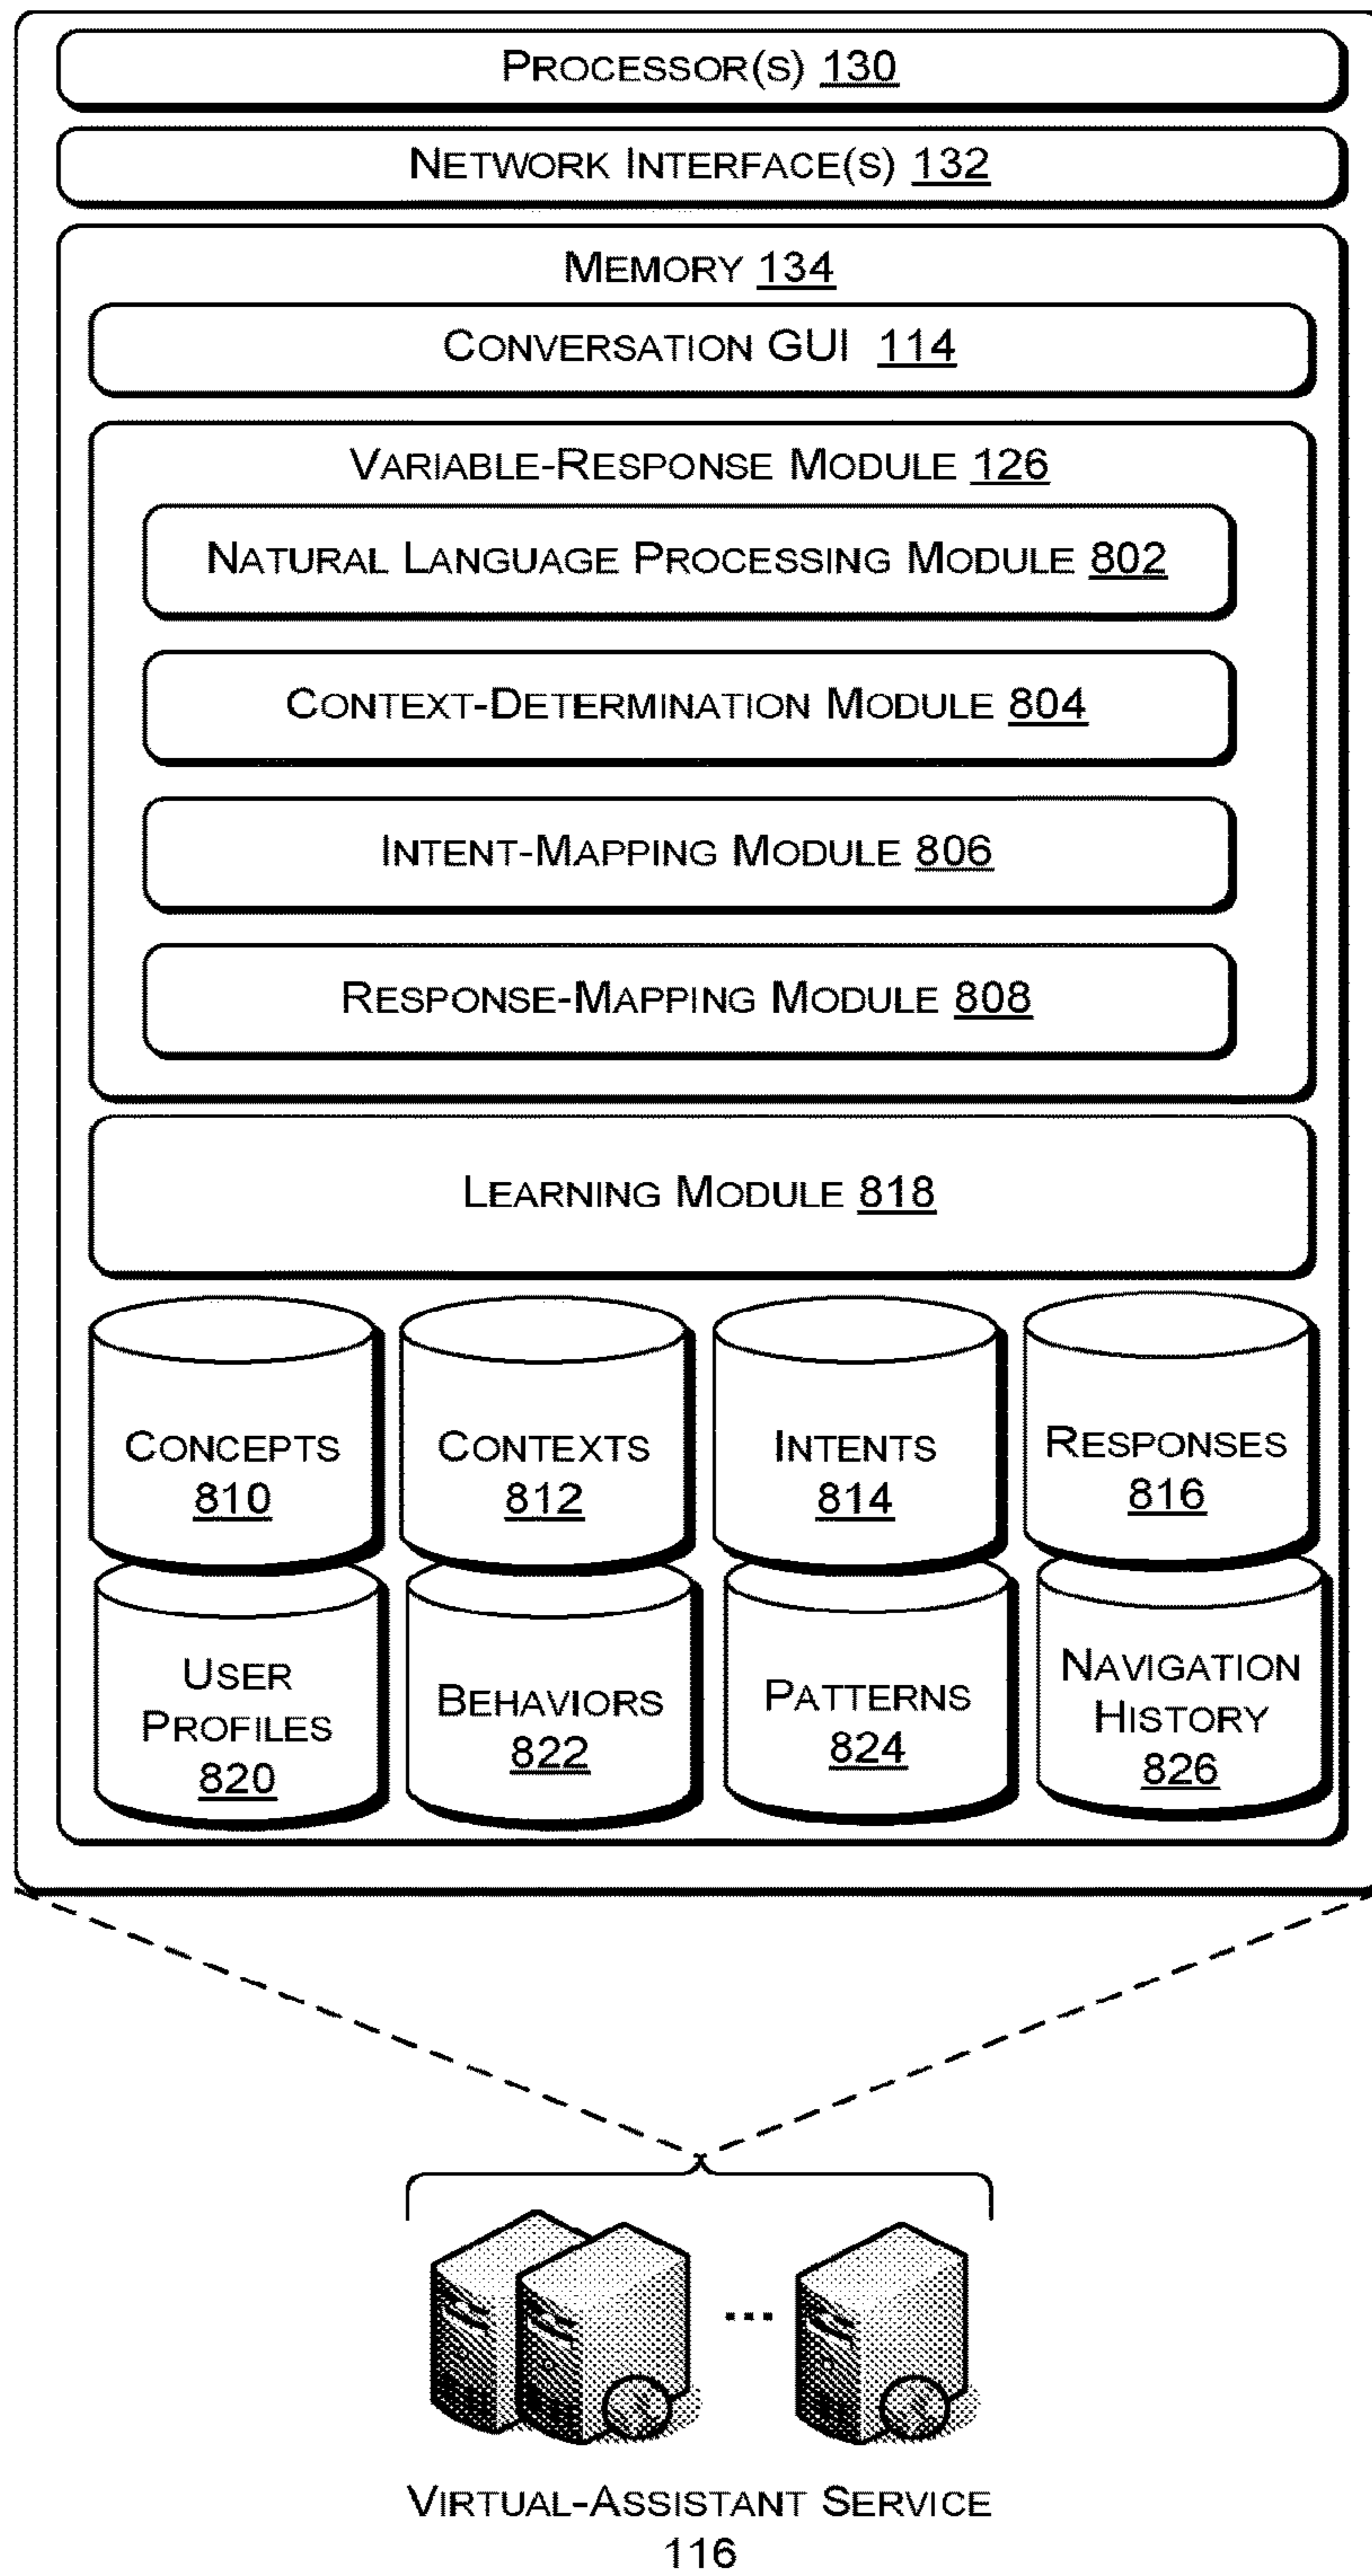 PROCESSOR(S) 130
NETWORK INTERFACE(S) 132
MEMORY 134
CONVERSATION GUI 114
VARIABLE-RESPONSE MODULE 126
NATURAL LANGUAGE PROCESSING MODULE 802
CONTEXT-DETERMINATION MODULE 804
INTENT-MAPPING MODULE 806
RESPONSE-MAPPING MODULE 808
LEARNING MODULE 818
CONCEPTS
810
CONTEXTS
812
INTENTS
814
RESPONSES
816
USER
PROFILES
820
BEHAVIORS
822
PATTERNS
824
NAVIGATION
HISTORY
826
...
VIRTUAL-ASSISTANT SERVICE
116